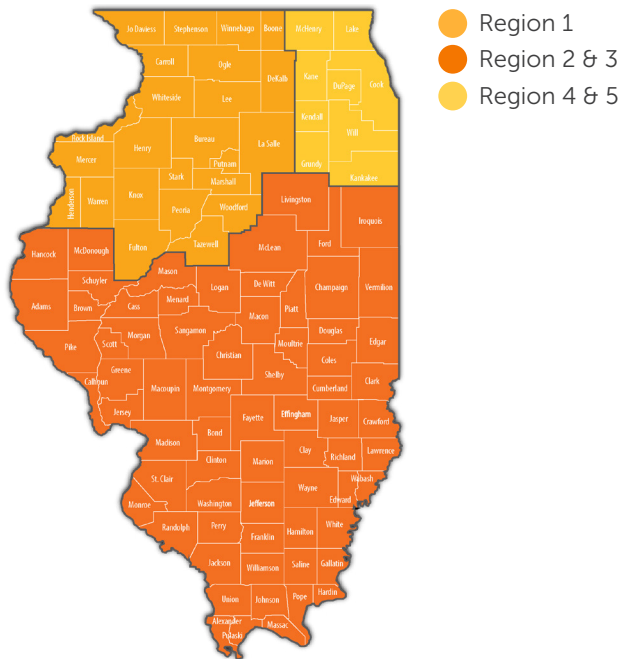 Region 1
Region 2 & 3
Region 4 & 5
Jo Daviess
Stephenson
Winnebago
Boone
McHenry
Lake
Carroll
Ogle
DeKalb
Kane
DuPage
Cook
Whiteside
Lee
Kendall
Will
Rock Island
Henry
Bureau
La Salle
Grundy
Mercer
Putnam
Kankakee
Stark
Marshall
Henderson
Warren
Knox
Peoria
Woodford
Livingston
Iroquois
Fulton
Tazewell
McLean
Ford
Hancock
McDonough
Mason
Schuyler
Logan
De Witt
Champaign
Vermilion
Adams
Brown
Cass
Menard
Piatt
Macon
Morgan
Sangamon
Douglas
Pike
Scott
Moultrie
Edgar
Christian
Coles
Greene
Shelby
Calhoun
Macoupin
Montgomery
Cumberland
Clark
Jersey
Fayette
Effingham
Jasper
Crawford
Madison
Bond
Clay
Richland
Lawrence
Clinton
Marion
St. Clair
Wabash
Wayne
Monroe
Washington
Jefferson
Edward
Randolph
Perry
Hamilton
White
Franklin
Jackson
Williamson
Saline
Gallatin
Union
Johnson
Pope
Hardin
Alexander
Massac
Pulaski